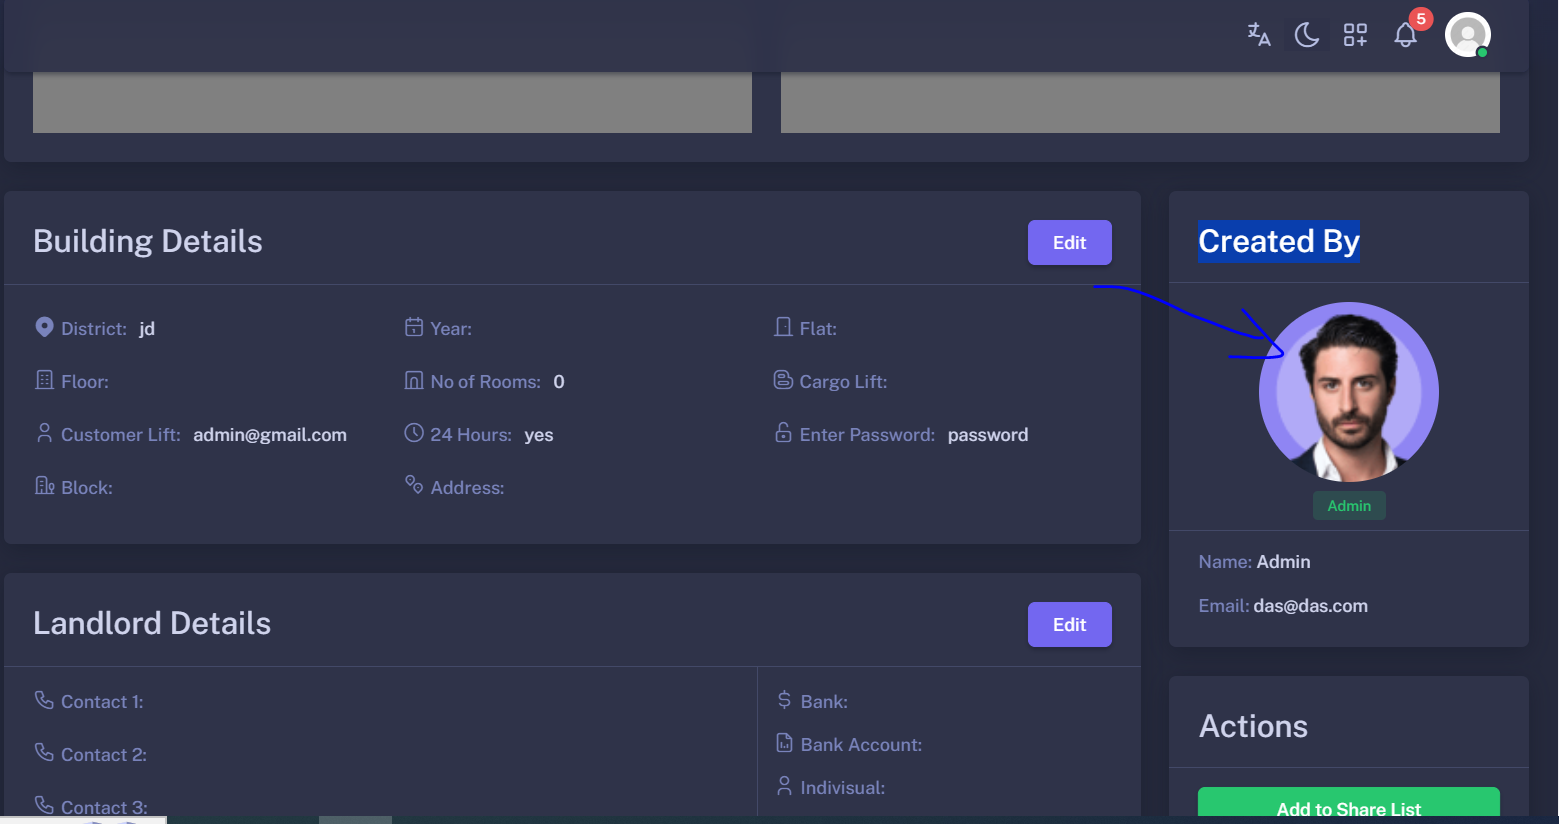 5
Building Details
Edit
Created By
District: jd
Year:
Flat:
Floor:
No of Rooms: 0
Cargo Lift:
Customer Lift: admin@gmail.com
24 Hours: yes
Enter Password: password
Block:
Address:
Admin
Name: Admin
Email: das@das.com
Landlord Details
Edit
Contact 1:
Bank:
Contact 2:
Bank Account:
Indivisual:
Contact 3:
Actions
Add to Share List